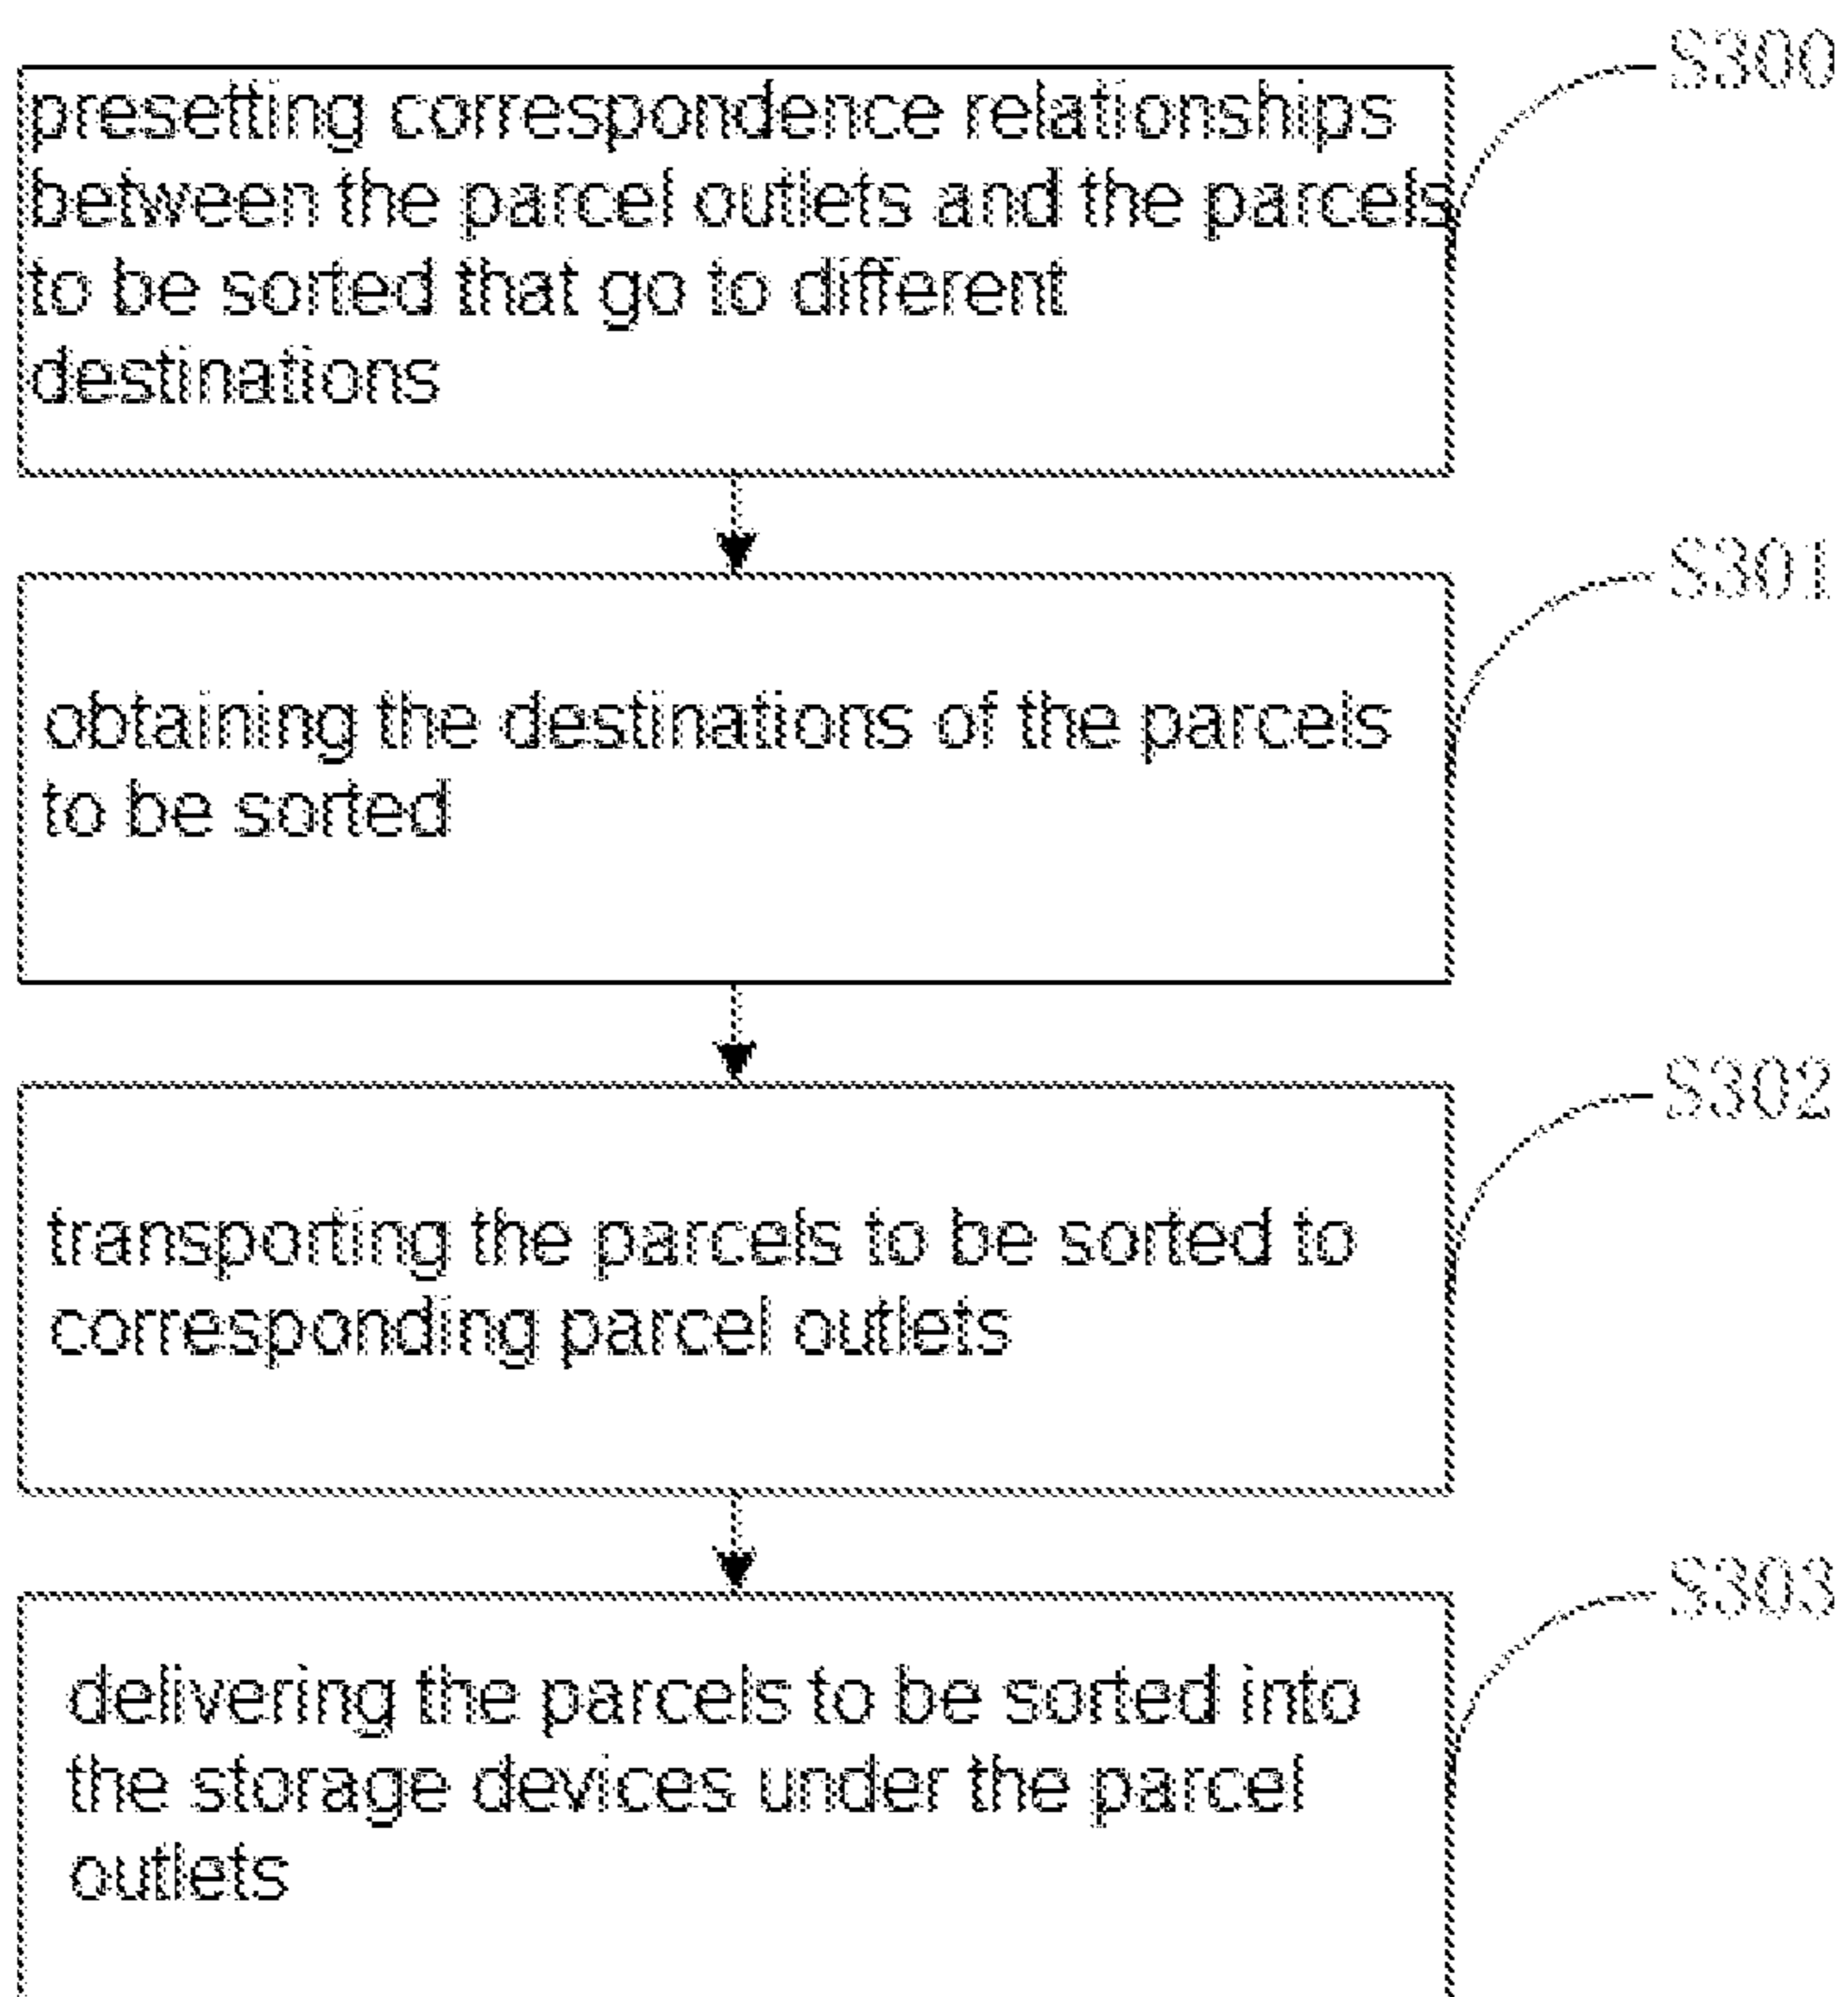 S300
presetting correspondence relationships
between the parcel outlets and the parcels
to be sorted that go to different
destinations
S301
obtaining the destinations of the parcels
to be sorted
S302
transporting the parcels to be sorted to
corresponding parcel outlets
S303
delivering the parcels to be sorted into
the storage devices under the parcel
outlets